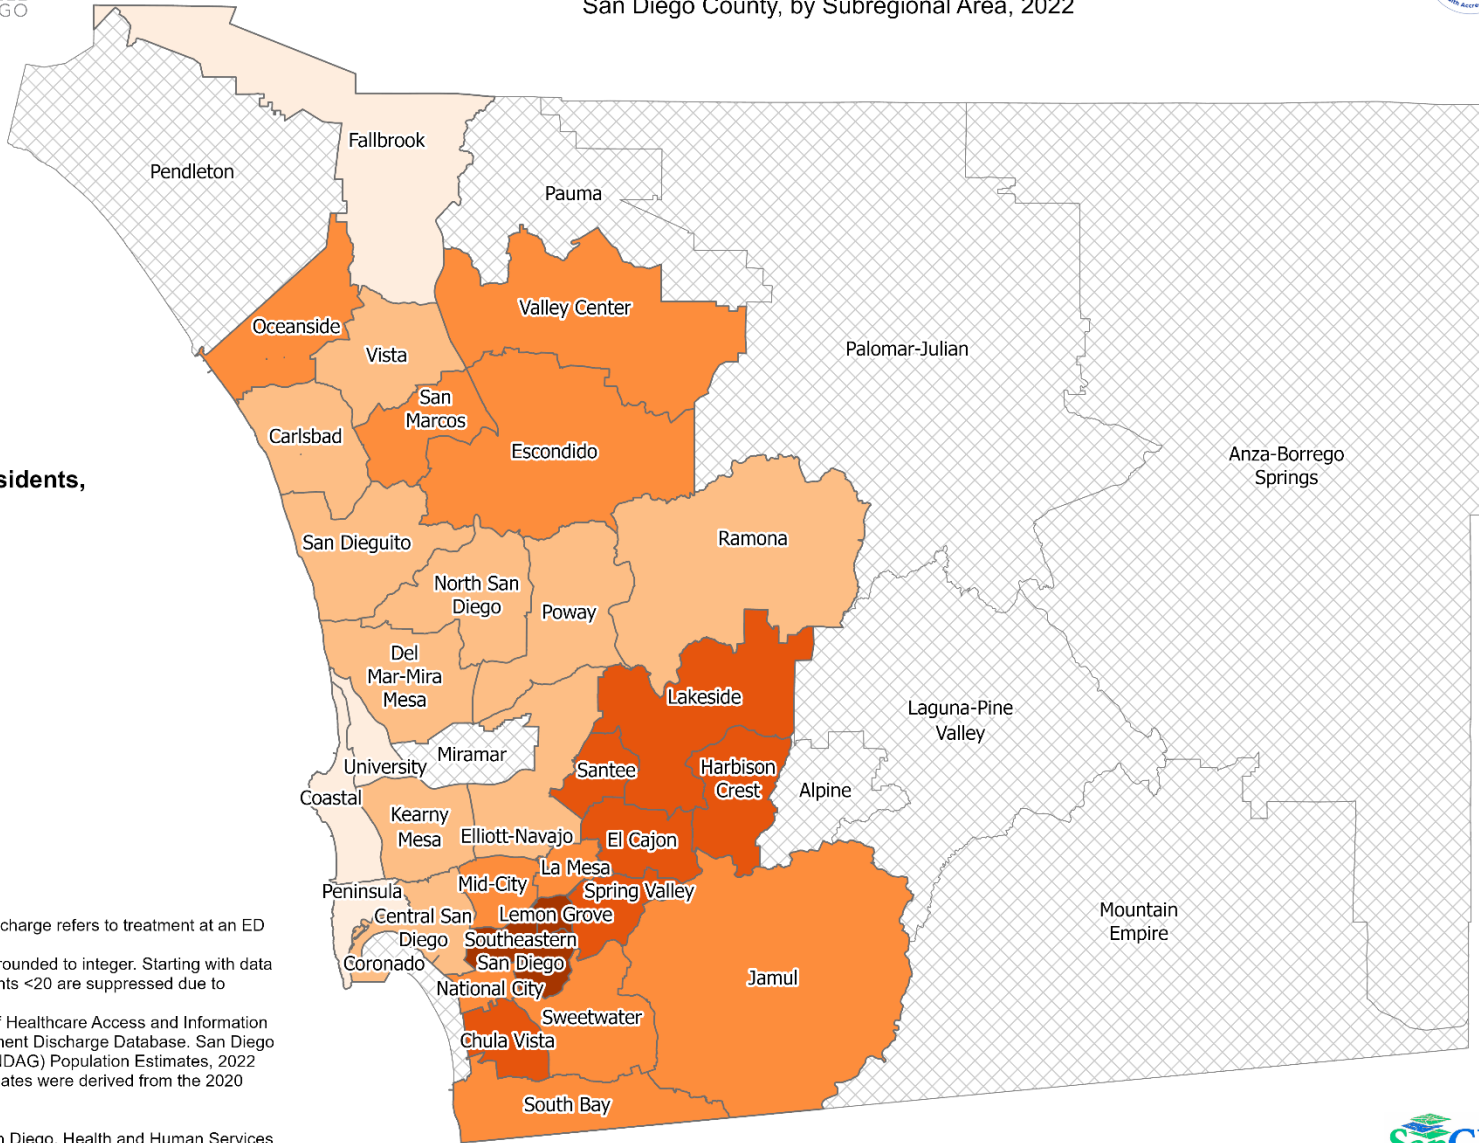 GO
San Diego County, by Subregional Area, 2022
Fallbrook
Pendleton
Pauma
Valley Center
Oceanside
Vista
Palomar-Julian
San
Marcos
Carlsbad
Escondido
Anza-Borrego
Springs
sidents,
Ramona
San Dieguito
North San
Diego
Poway
Del
Mar-Mira
Mesa
Lakeside
Laguna-Pine
Valley
Miramar
University
Santee
Harbison
Crest
Alpine
Coastal
Kearny
Mesa
Elliott-Navajo
El Cajon
La Mesa
Mid-City
Peninsula
Spring Valley
Central San
Diego
Lemon Grove
Mountain
Empire
Southeastern
San Diego
Coronado
National City
Jamul
Sweetwater
Chula Vista
South Bay
charge refers to treatment at an ED
rounded to integer. Starting with data
nts <20 are suppressed due to
f Healthcare Access and Information
ment Discharge Database. San Diego
NDAG) Population Estimates, 2022
ates were derived from the 2020
n Diego, Health and Human Services